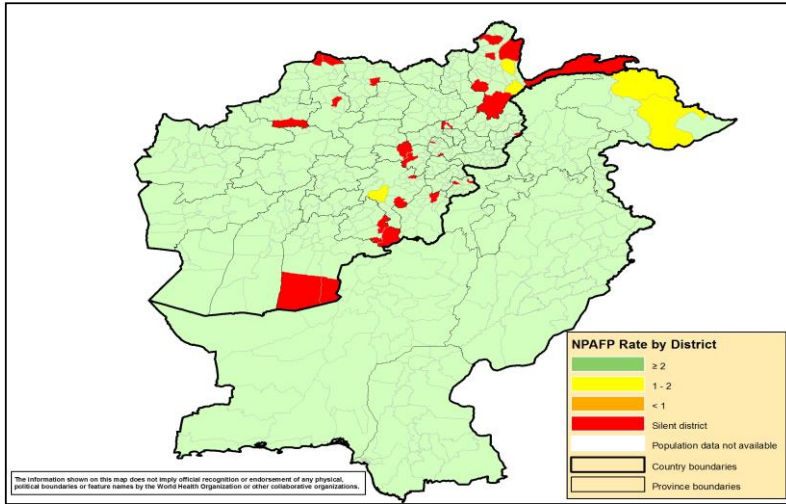 NPAFP Rate by District
≥ 2
1 - 2
< 1
Silent district
Population data not available
Country boundaries
Province boundaries
The information shown on this map does not imply official recognition or endorsement of any physical,
political boundaries or feature names by the World Health Organization or other collaborative organizations.